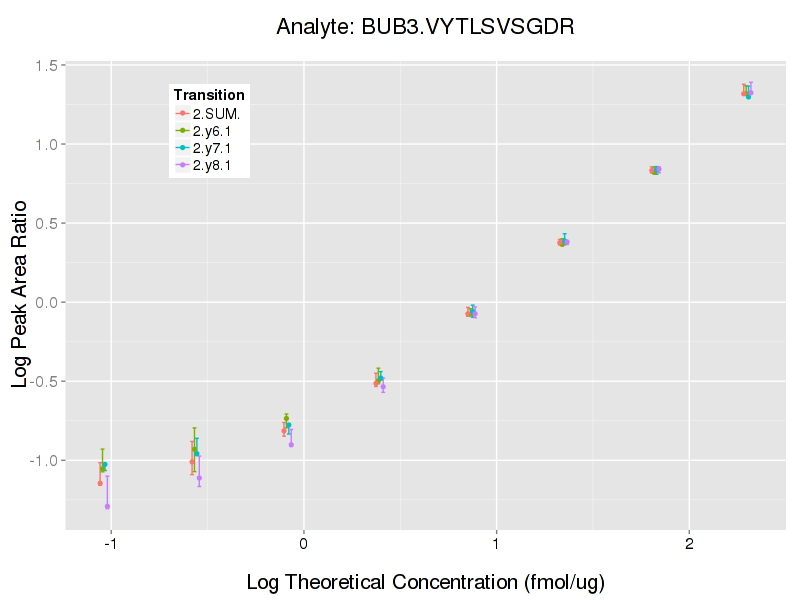 Analyte: BUB3.VYTLSVSGDR
Log Peak Area Ratio
1.5
1.0
0.5
0.0
-0.5
-1.0
Transition
2.SUM.
2.y6.1
2.y7.1
2.y8.1
-1
0
1
2
Log Theoretical Concentration (fmol/ug)